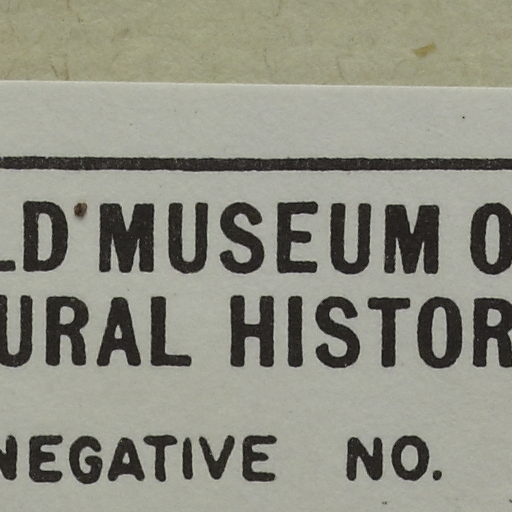 LD MUSEUM O
URAL HISTOR
NEGATIVE NO.